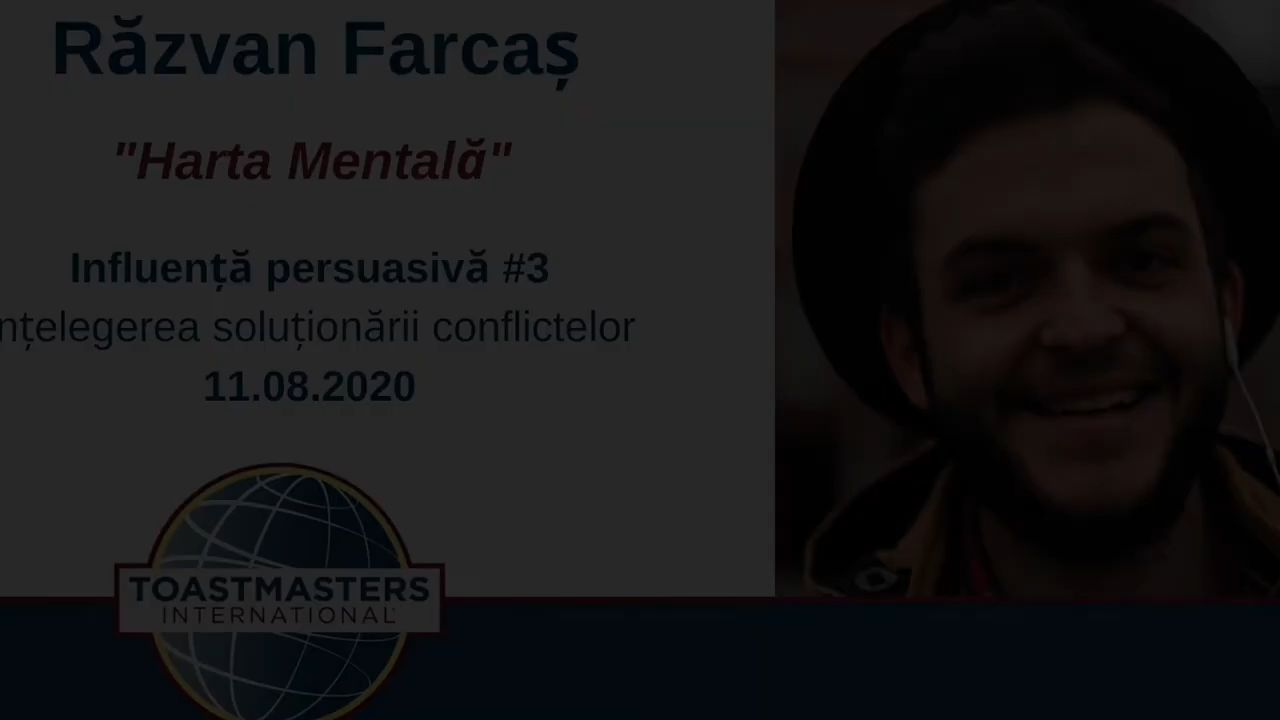 Răzvan Farcaș
"Harta Mentală"
Influență persuasivă #3
nțelegerea soluționării conflictelor
11.08.2020
TOASTMASTERS
INTERNATIONAL